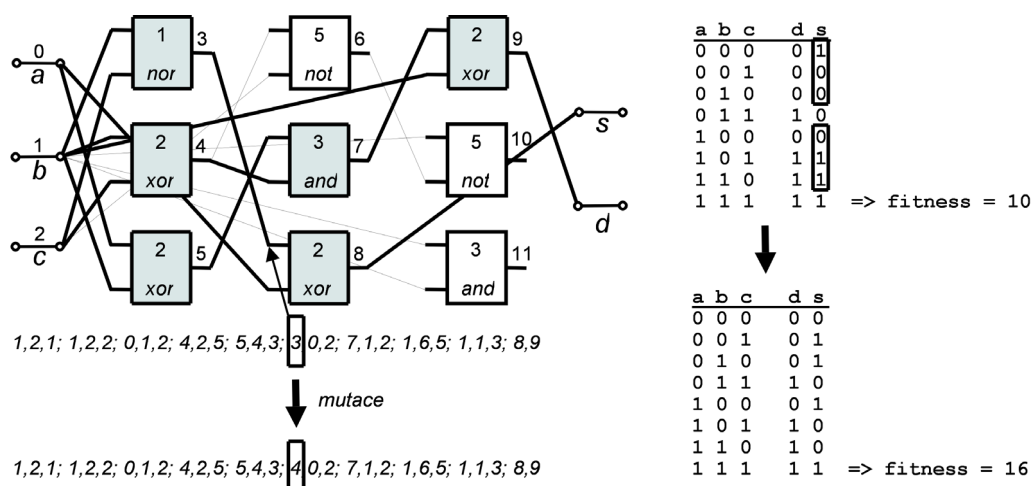 0
a
1
b
2
c
1
nor
3
2
xor
4
2
xor
5
5
not
6
3
and
7
2
xor
8
2
xor
9
5
not
10
3
and
11
s
d
1,2,1; 1,2,2; 0,1,2; 4,2,5; 5,4,3; 3 0,2; 7,1,2; 1,6,5; 1,1,3; 8,9
mutace
1,2,1; 1,2,2; 0,1,2; 4,2,5; 5,4,3; 4 0,2; 7,1,2; 1,6,5; 1,1,3; 8,9
a b c d s
0 0 0 0 1
0 0 1 0 0
0 1 0 0 0
0 1 1 1 0
1 0 0 0 0
1 0 1 1 1
1 1 0 1 1
1 1 1 1 1 => fitness = 10
a b c d s
0 0 0 0 0
0 0 1 0 1
0 1 0 0 1
0 1 1 1 0
1 0 0 0 1
1 0 1 1 0
1 1 0 1 0
1 1 1 1 1 => fitness = 16